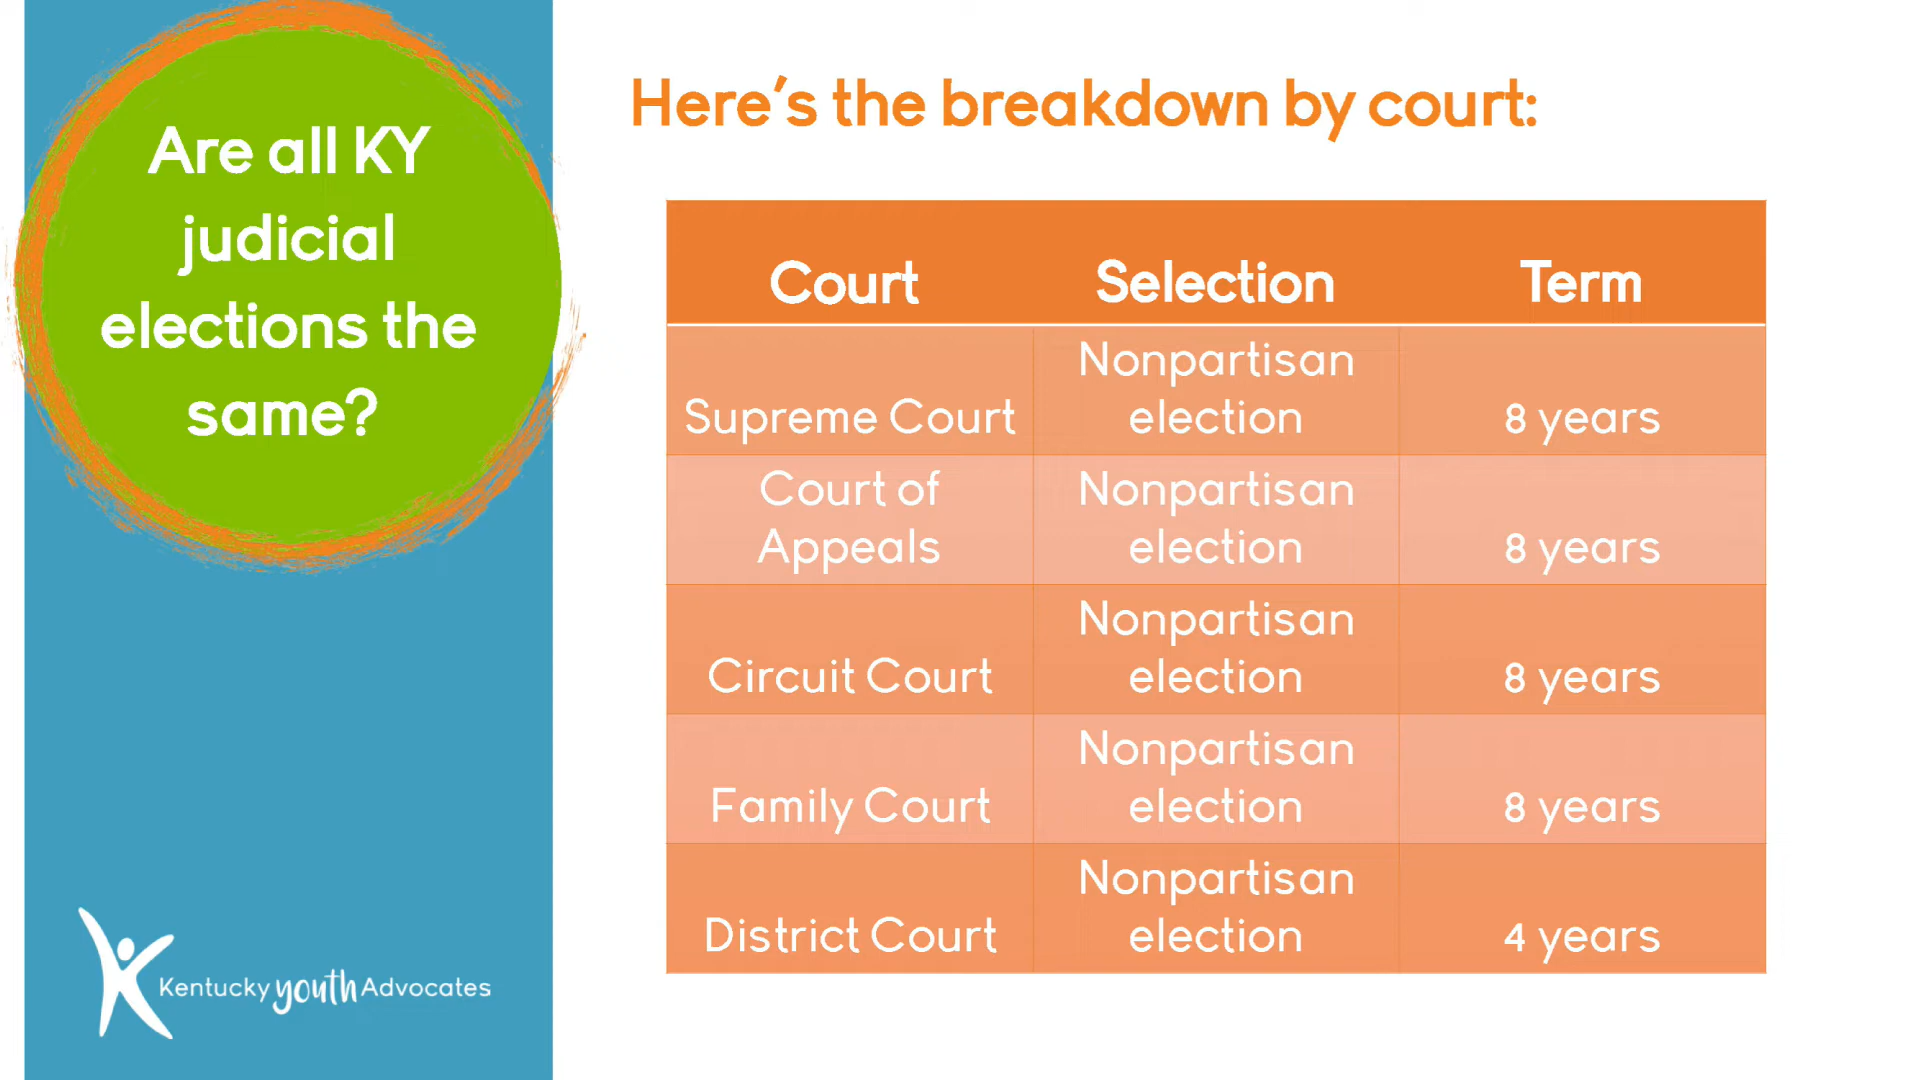 Are all KY
judicial
elections the
same?
Here's the breakdown by court:
Court Selection Term
Supreme Court Nonpartisan election 8 years
Court of Appeals Nonpartisan election 8 years
Circuit Court Nonpartisan election 8 years
Family Court Nonpartisan election 8 years
District Court Nonpartisan election 4 years
Kentucky youth Advocates